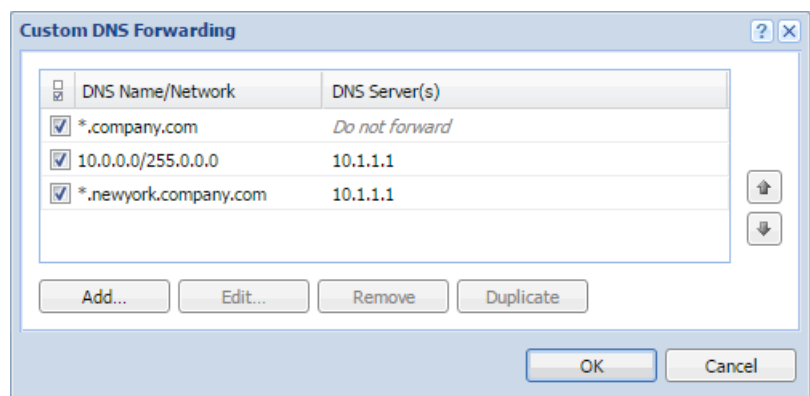 Custom DNS Forwarding
DNS Name/Network DNS Server(s)
*.company.com Do not forward
10.0.0.0/255.0.0.0 10.1.1.1
*.newyork.company.com 10.1.1.1
Add... Edit... Remove Duplicate
OK Cancel